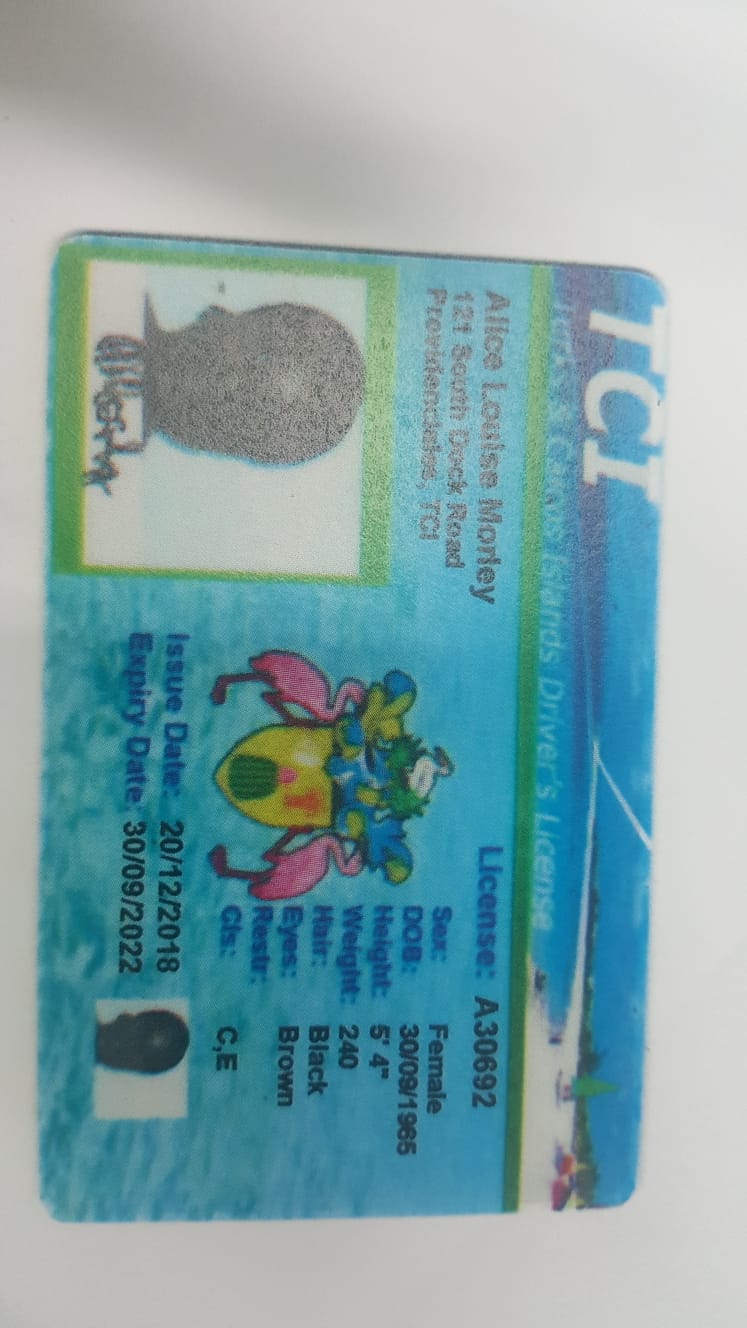 TCI
Turks & Caicos Islands Driver's License
Alice Louise Morley
121 South Dock Road
Providenciales, TCI
License: A30692
Sex: Female
DOB: 30/09/1965
Height: 5' 4"
Weight: 240
Hair: Black
Eyes: Brown
Restr:
Cls: C,E
Issue Date: 20/12/2018
Expiry Date: 30/09/2022